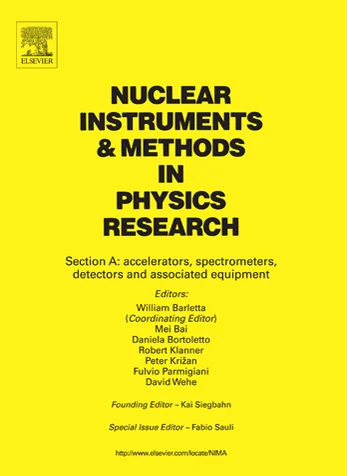 ELSEVIER
NUCLEAR
INSTRUMENTS
& METHODS
IN
PHYSICS
RESEARCH
Section A: accelerators, spectrometers,
detectors and associated equipment
Editors:
William Barletta
(Coordinating Editor)
Mei Bai
Daniela Bortoletto
Robert Klanner
Peter Križan
Fulvio Parmigiani
David Wehe
Founding Editor – Kai Siegbahn
Special Issue Editor – Fabio Sauli
http://www.elsevier.com/locate/NIMA